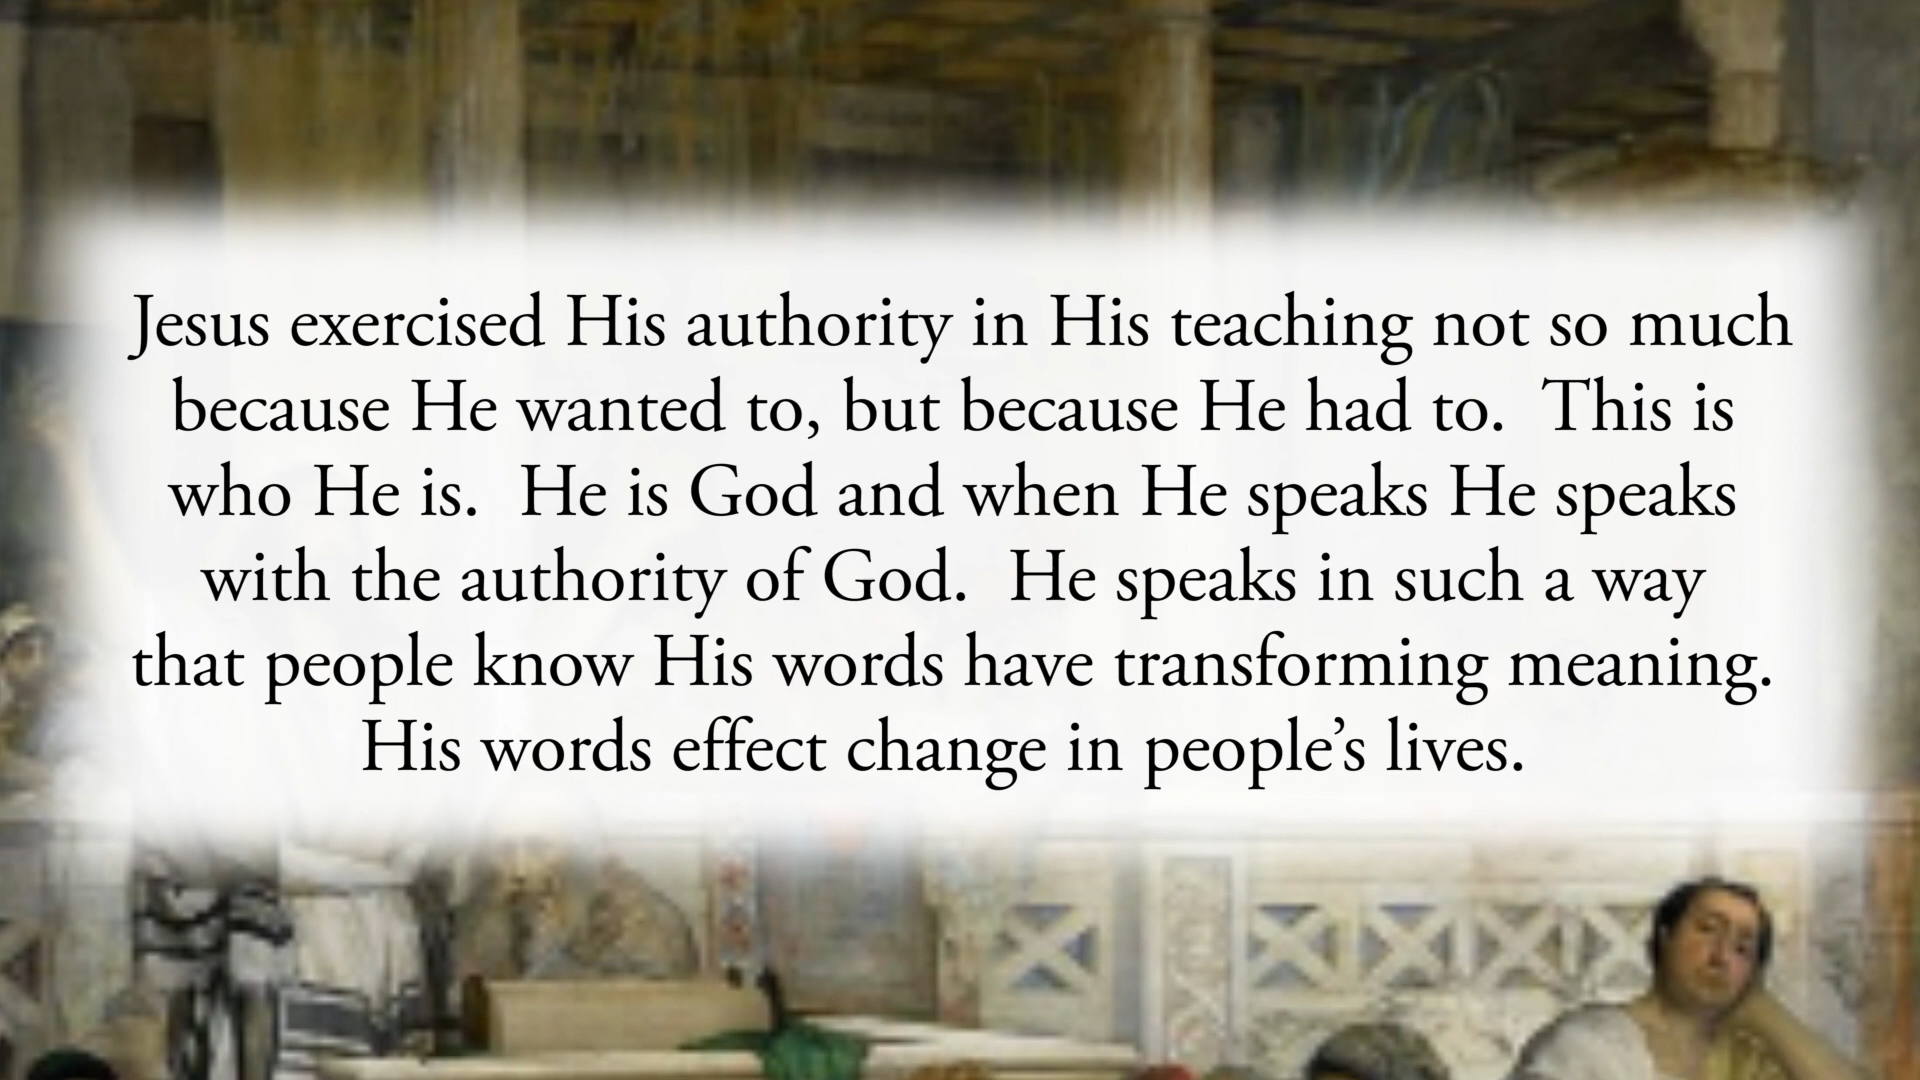 Jesus exercised His authority in His teaching not so much
because He wanted to, but because He had to.  This is
who He is.  He is God and when He speaks He speaks
with the authority of God.  He speaks in such a way
that people know His words have transforming meaning.
His words effect change in people’s lives.